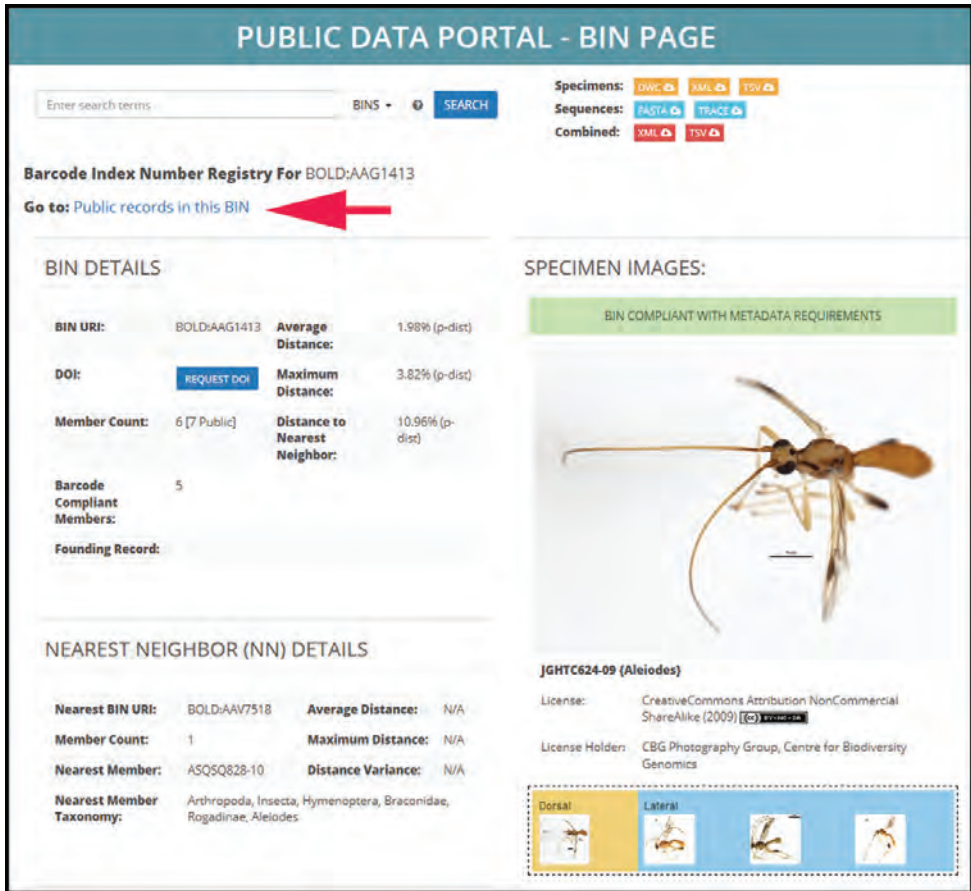 PUBLIC DATA PORTAL - BIN PAGE
Enter search terms
BINS
SEARCH
Specimens: DWC XML TSV
Sequences: FASTA TRACE
Combined: XML TSV
Barcode Index Number Registry For BOLD:AAG1413
Go to: Public records in this BIN
BIN DETAILS
BIN URI: BOLD:AAG1413 Average Distance: 1.98% (p-dist)
DOI: REQUEST DOI Maximum Distance: 3.82% (p-dist)
Member Count: 6 [7 Public] Distance to Nearest Neighbor: 10.96% (p-dist)
Barcode Compliant Members: 5
Founding Record:
NEAREST NEIGHBOR (NN) DETAILS
Nearest BIN URI: BOLD:AAV7518 Average Distance: N/A
Member Count: 1 Maximum Distance: N/A
Nearest Member: ASQSQ828-10 Distance Variance: N/A
Nearest Member Taxonomy: Arthropoda, Insecta, Hymenoptera, Braconidae,
Rogadinae, Aleiodes
SPECIMEN IMAGES:
BIN COMPLIANT WITH METADATA REQUIREMENTS
JGHTC624-09 {Aleiodes}
License: CreativeCommons Attribution NonCommercial
ShareAlike (2009) (cc) BY-NC-SA
License Holder: CBG Photography Group, Centre for Biodiversity
Genomics
Dorsal
Lateral